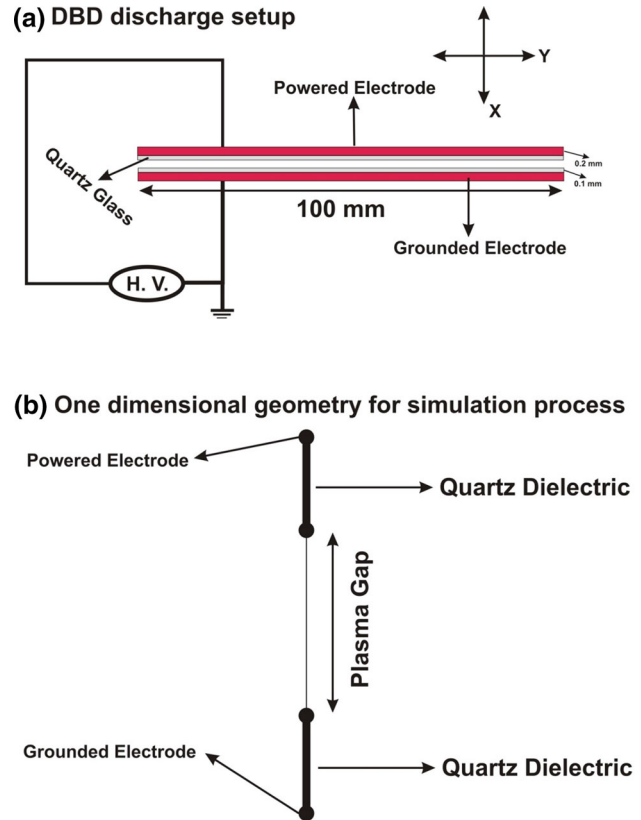 (a) DBD discharge setup
Y
X
Powered Electrode
Quartz Glass
0.2 mm
0.1 mm
100 mm
Grounded Electrode
H. V.
(b) One dimensional geometry for simulation process
Powered Electrode
Quartz Dielectric
Plasma Gap
Grounded Electrode
Quartz Dielectric